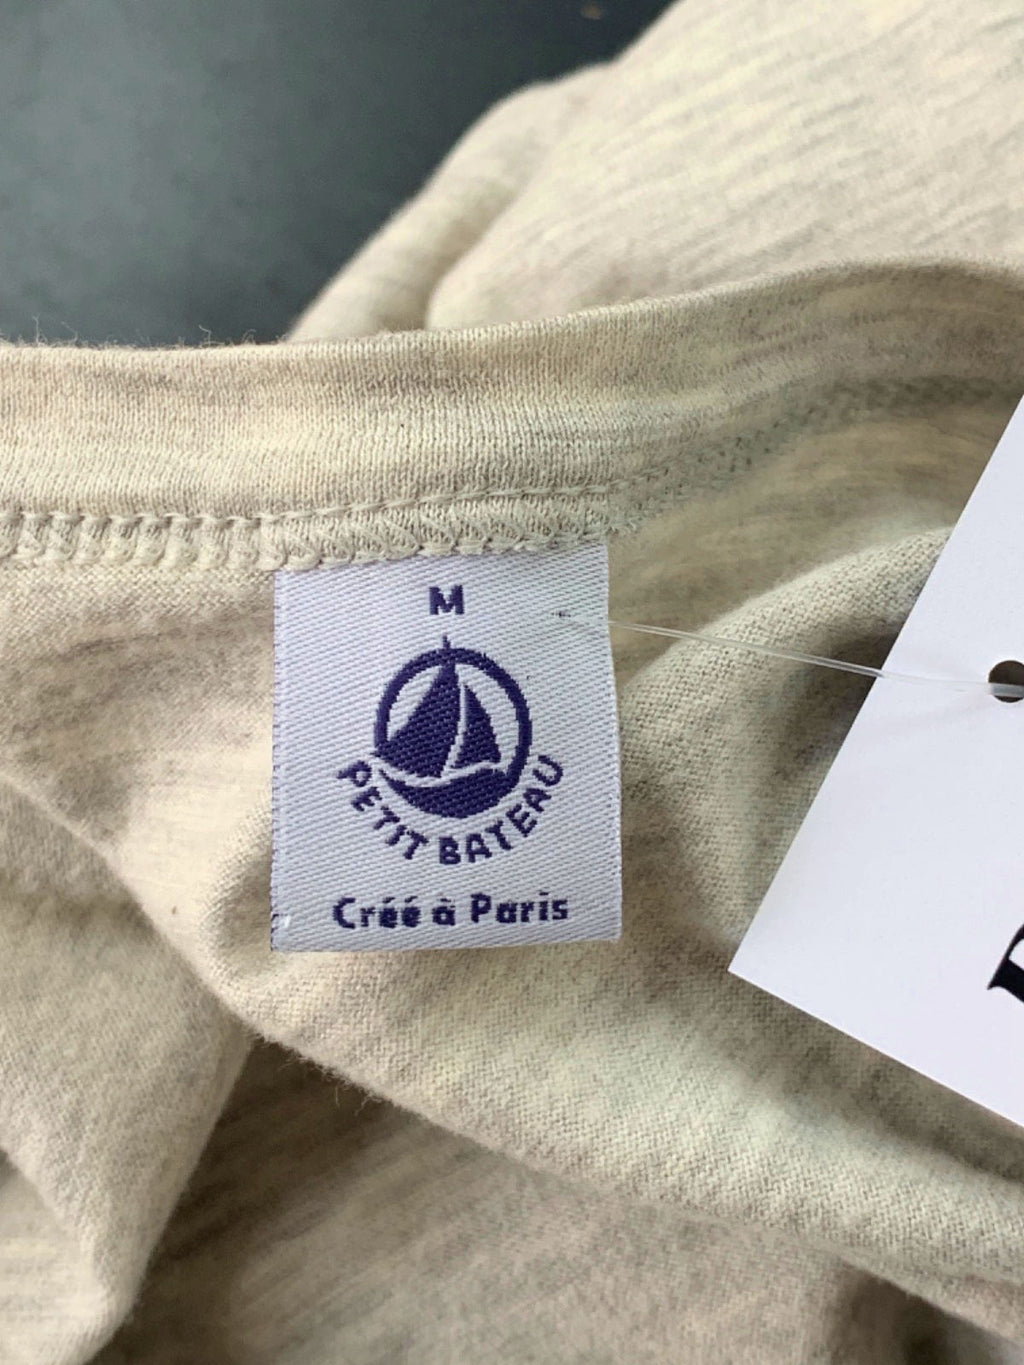 M
PETIT BATEAU
Créé à Paris